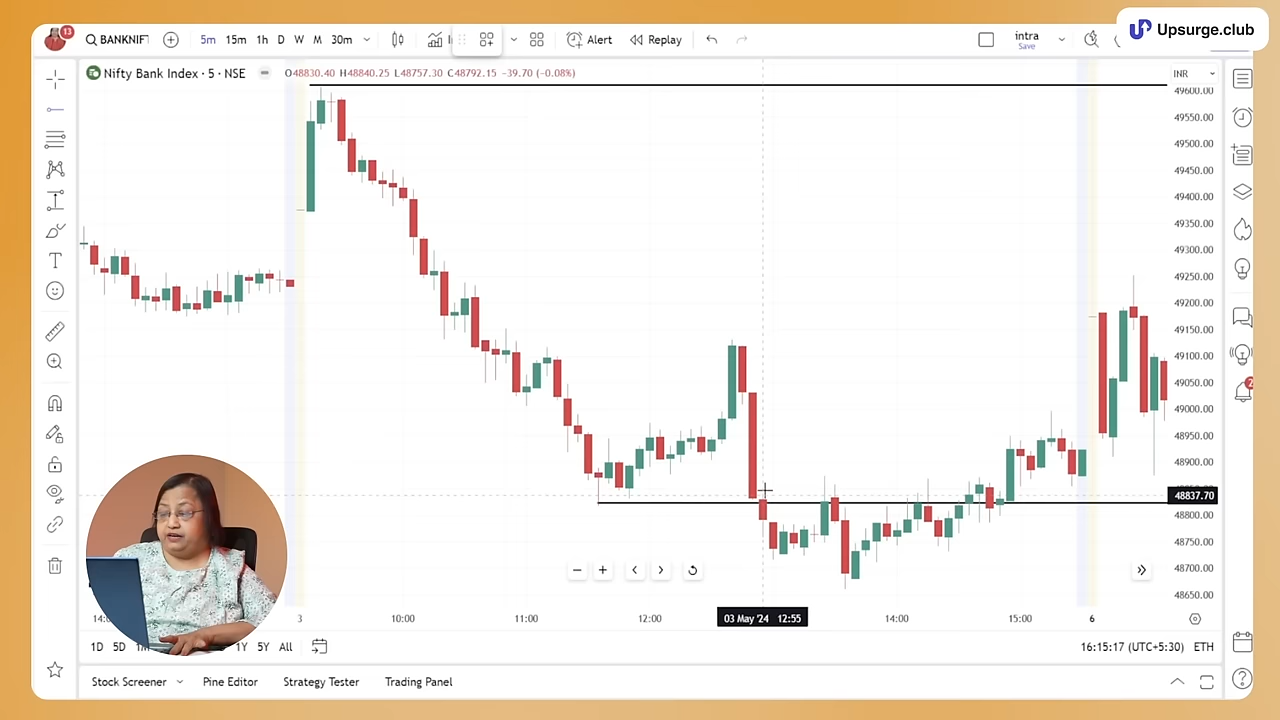 Upsurge.club
13
BANKNIFT
5m 15m 1h D W M 30m
Alert
Replay
intra
Save
Nifty Bank Index · 5 · NSE
O48830.40 H48840.25 L48757.30 C48792.15 −39.70 (−0.08%)
INR
49600.00
49550.00
49500.00
49450.00
49400.00
49350.00
49300.00
49250.00
49200.00
49150.00
49100.00
49050.00
49000.00
48950.00
48900.00
48837.70
48800.00
48750.00
48700.00
48650.00
2
3 10:00 11:00 12:00 03 May '24 12:55 14:00 15:00 6
1D 5D 1Y 5Y All
16:15:17 (UTC+5:30) ETH
Stock Screener Pine Editor Strategy Tester Trading Panel